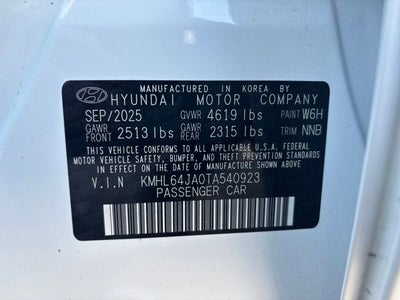 MANUFACTURED IN KOREA BY
HYUNDAI MOTOR COMPANY
SEP/2025 GVWR 4619 lbs PAINT W6H
GAWR FRONT 2513 lbs GAWR REAR 2315 lbs TRIM NNB
THIS VEHICLE CONFORMS TO ALL APPLICABLE U.S.A. FEDERAL
MOTOR VEHICLE SAFETY, BUMPER, AND THEFT PREVENTION STANDARDS
IN EFFECT ON THE DATE OF MANUFACTURE SHOWN ABOVE.
V.I.N KMHL64JA0TA540923
PASSENGER CAR